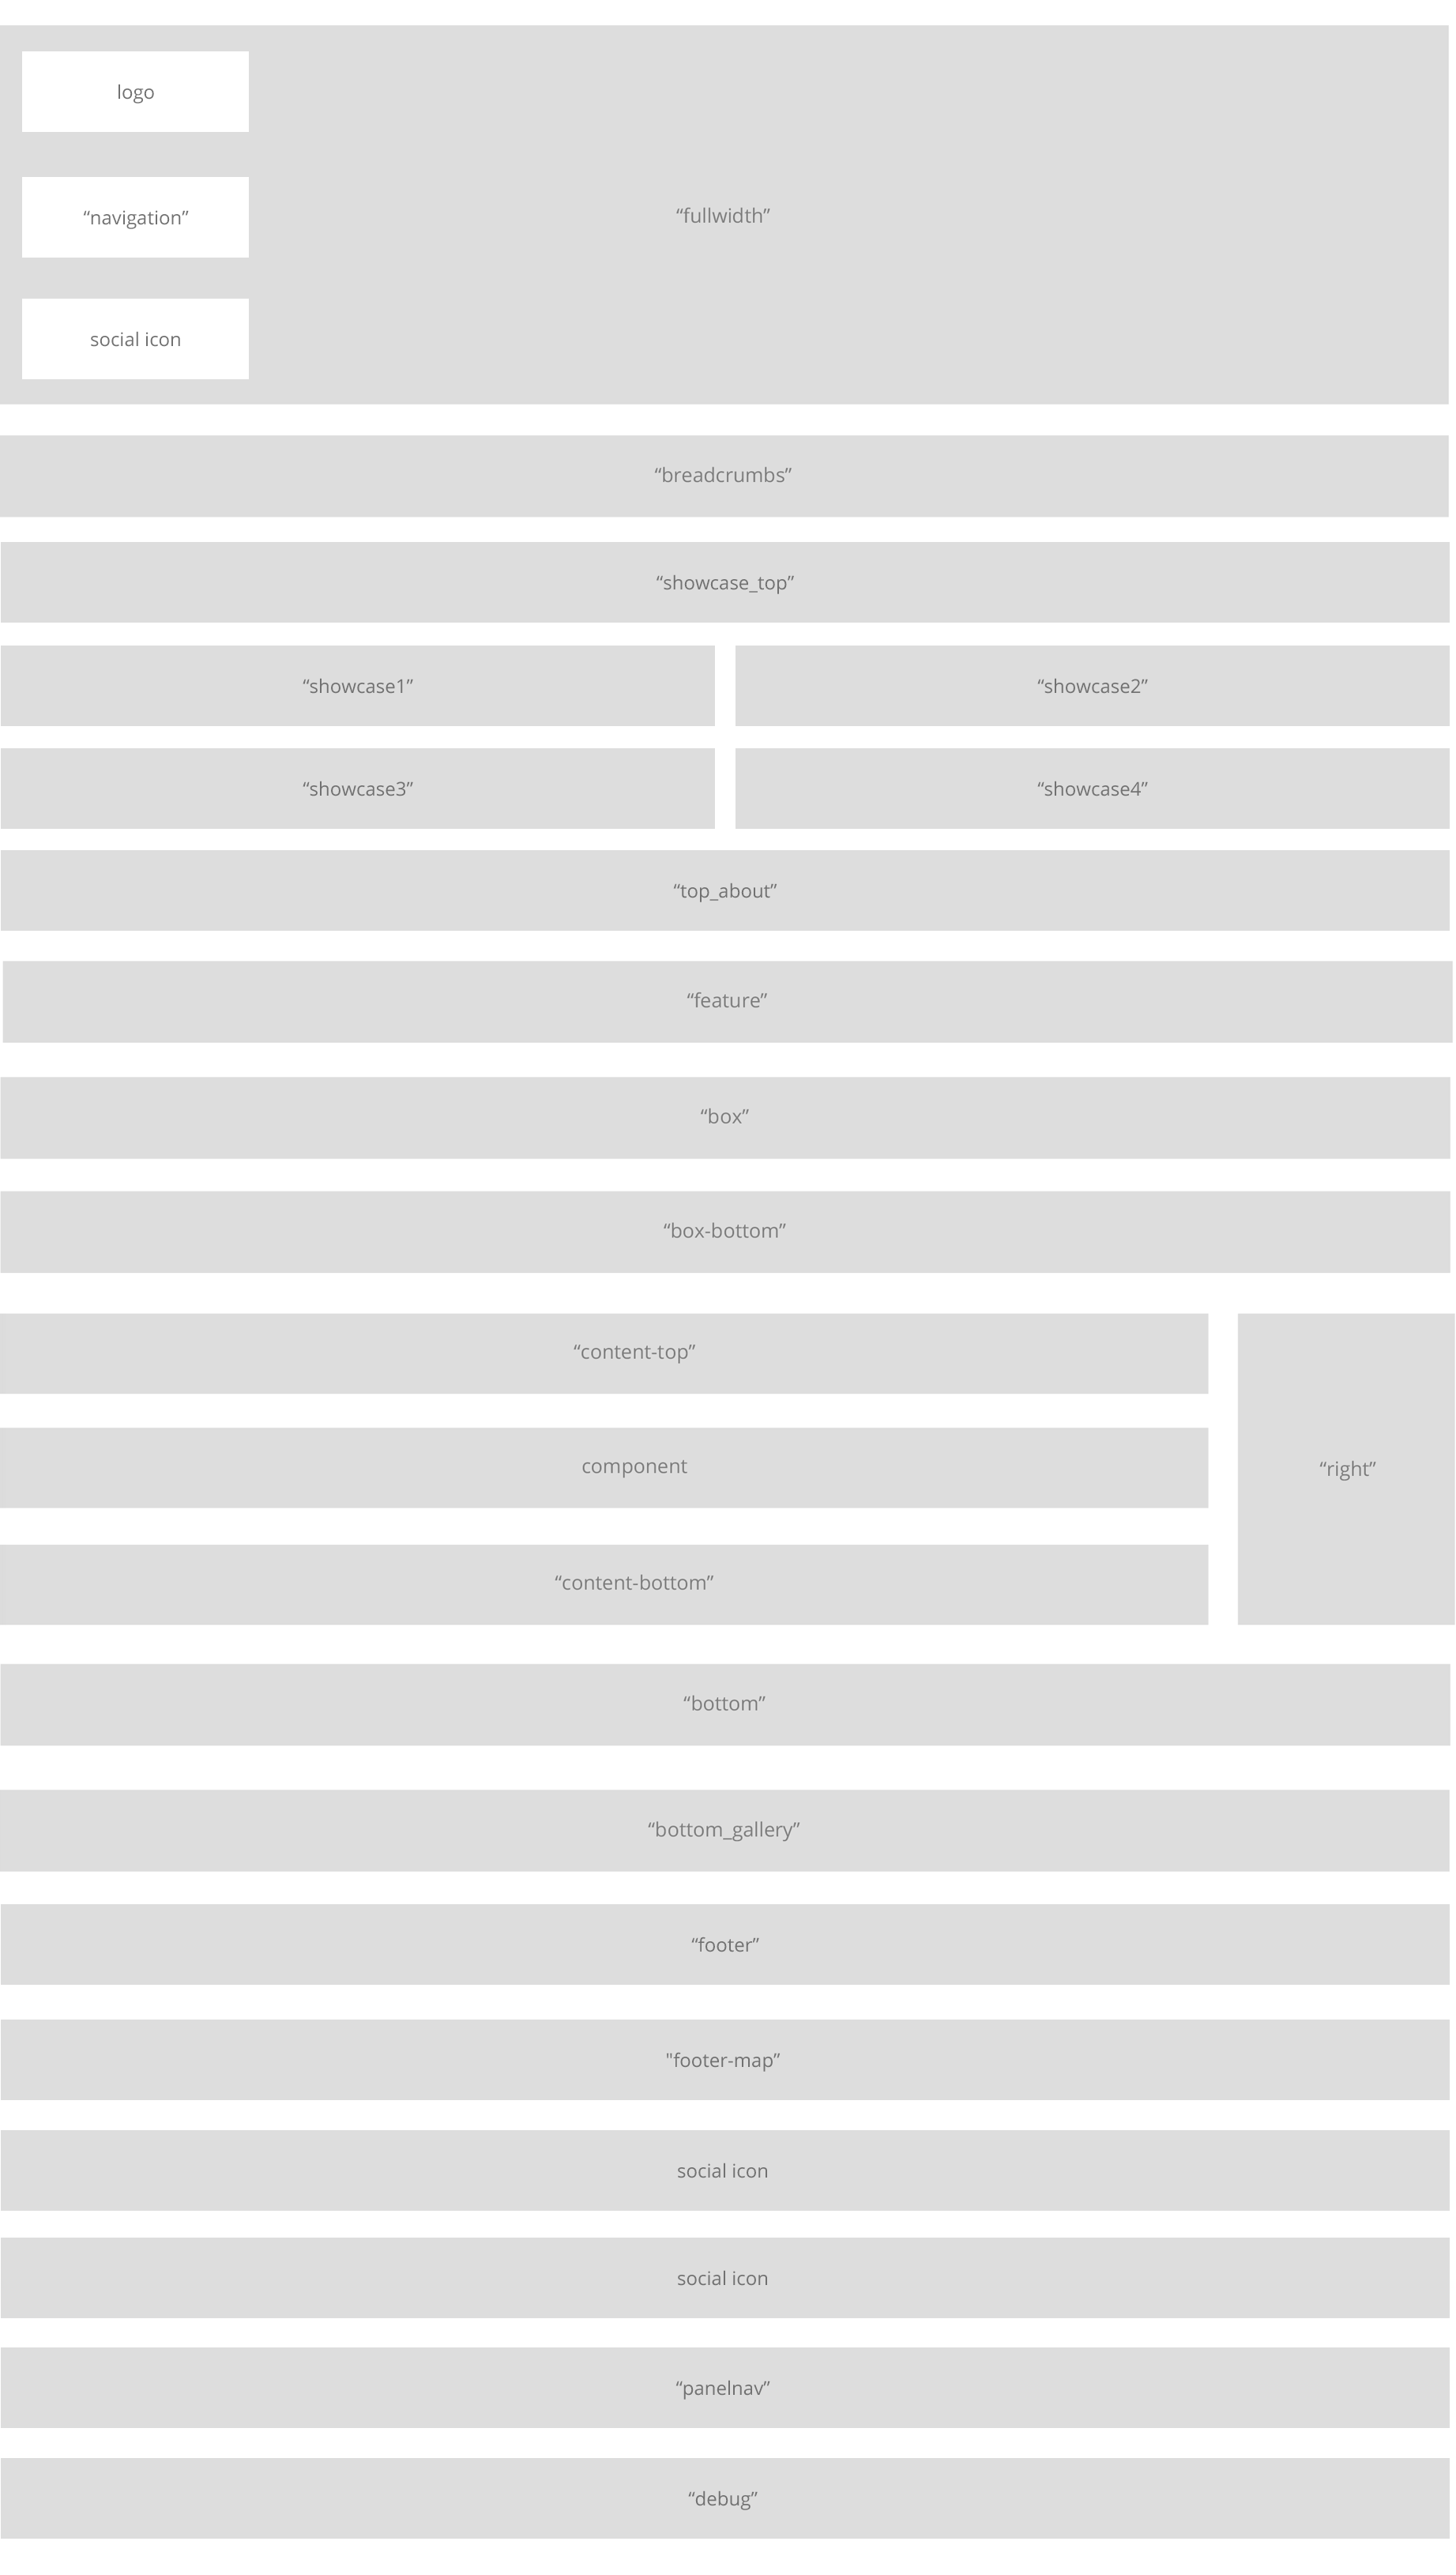 logo
“navigation”
“fullwidth”
social icon
“breadcrumbs”
“showcase_top”
“showcase1”
“showcase2”
“showcase3”
“showcase4”
“top_about”
“feature”
“box”
“box-bottom”
“content-top”
component
“right”
“content-bottom”
“bottom”
“bottom_gallery”
“footer”
"footer-map”
social icon
social icon
“panelnav”
“debug”